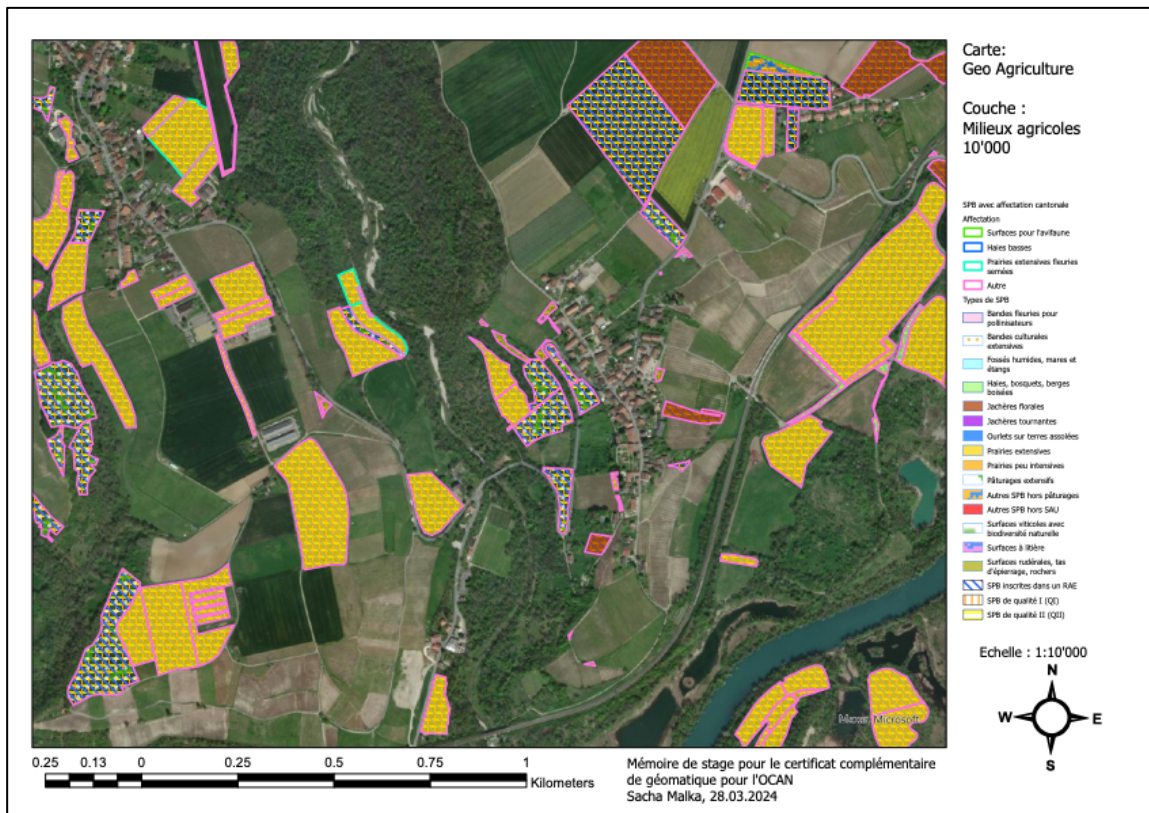 Carte:
Geo Agriculture
Couche :
Milieux agricoles
10'000
SPB avec affectation cantonale
Affectation
Surfaces pour l'avifaune
Haies basses
Prairies extensives fleuries
semées
Autre
Types de SPB
Bandes fleuries pour
pollinisateurs
Bandes culturales
extensives
Fossés humides, mares et
étangs
Haies, bosquets, berges
boisées
Jachères florales
Jachères tournantes
Ourlets sur terres assolées
Prairies extensives
Prairies peu intensives
Pâturages extensifs
Autres SPB hors pâturages
Autres SPB hors SAU
Surfaces viticoles avec
biodiversité naturelle
Surfaces à litière
Surfaces rudérales, tas
d'épierrage, rochers
SPB inscrites dans un RAE
SPB de qualité I (QI)
SPB de qualité II (QII)
Echelle : 1:10'000
N
W E
S
Maxar, Microsoft
0.25 0.13 0 0.25 0.5 0.75 1
Kilometers
Mémoire de stage pour le certificat complémentaire
de géomatique pour l'OCAN
Sacha Malka, 28.03.2024